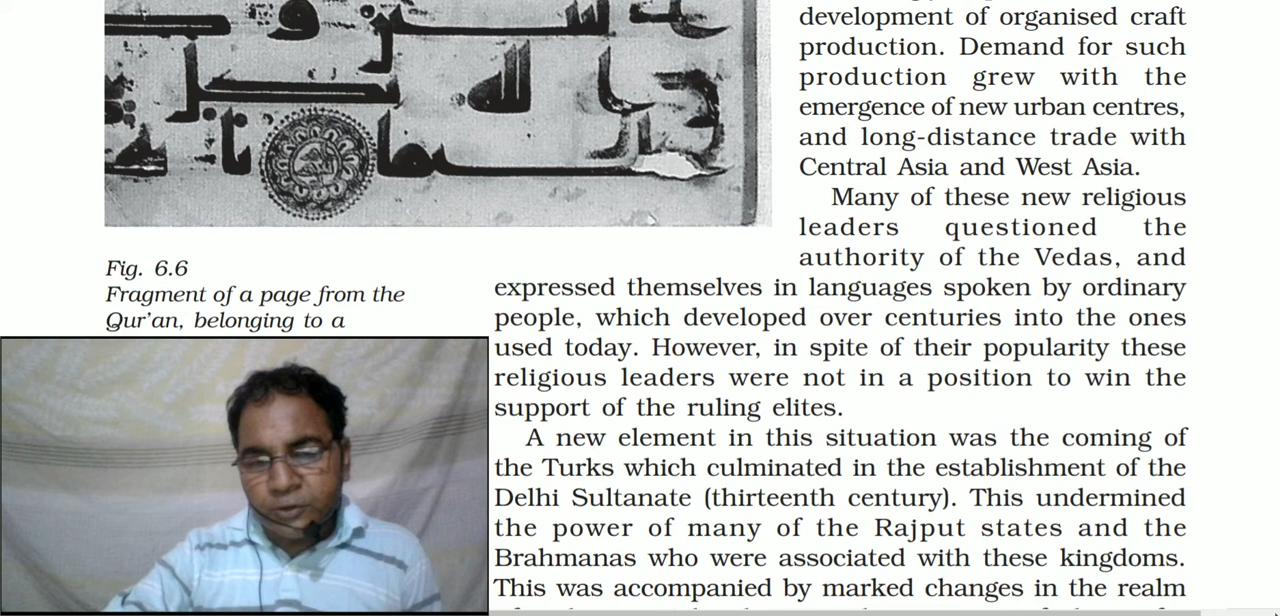 development of organised craft
production. Demand for such
production grew with the
emergence of new urban centres,
and long-distance trade with
Central Asia and West Asia.
Many of these new religious
leaders questioned the
authority of the Vedas, and
expressed themselves in languages spoken by ordinary
people, which developed over centuries into the ones
used today. However, in spite of their popularity these
religious leaders were not in a position to win the
support of the ruling elites.
A new element in this situation was the coming of
the Turks which culminated in the establishment of the
Delhi Sultanate (thirteenth century). This undermined
the power of many of the Rajput states and the
Brahmanas who were associated with these kingdoms.
This was accompanied by marked changes in the realm
Fig. 6.6
Fragment of a page from the
Qur'an, belonging to a